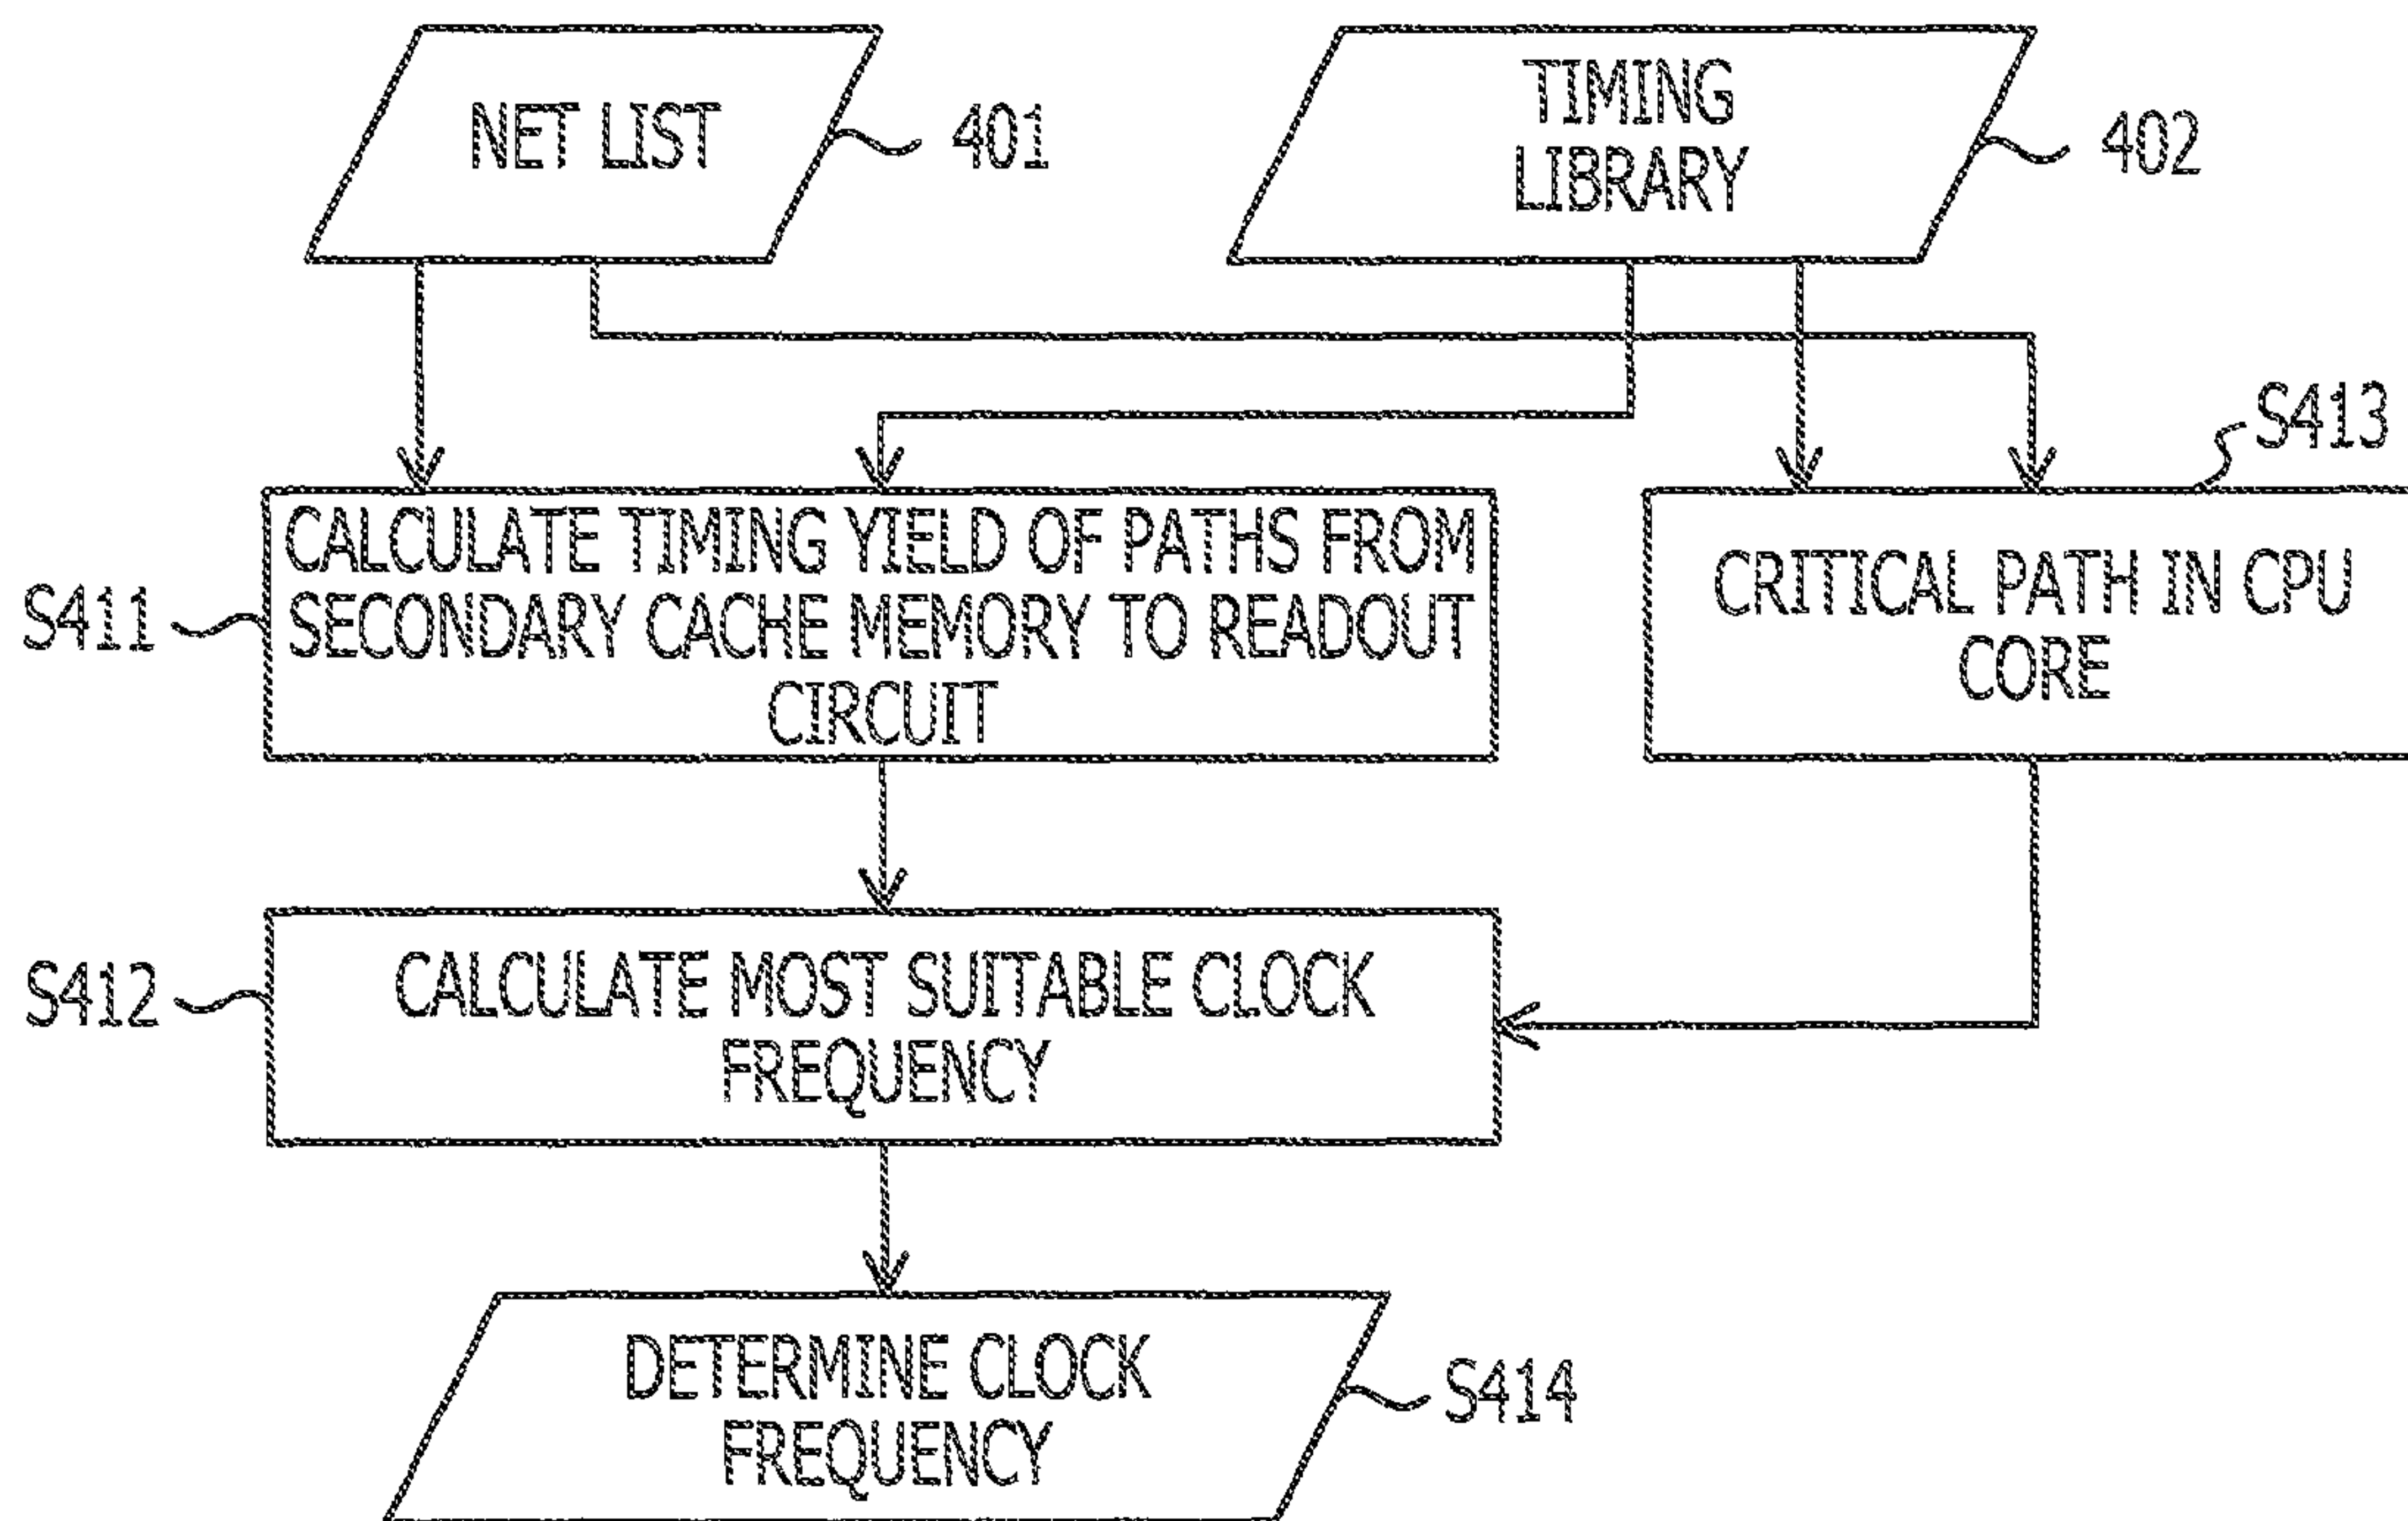 NET LIST
401
TIMING
LIBRARY
402
S413
CALCULATE TIMING YIELD OF PATHS FROM
SECONDARY CACHE MEMORY TO READOUT
CIRCUIT
S411
CRITICAL PATH IN CPU
CORE
CALCULATE MOST SUITABLE CLOCK
FREQUENCY
S412
DETERMINE CLOCK
FREQUENCY
S414